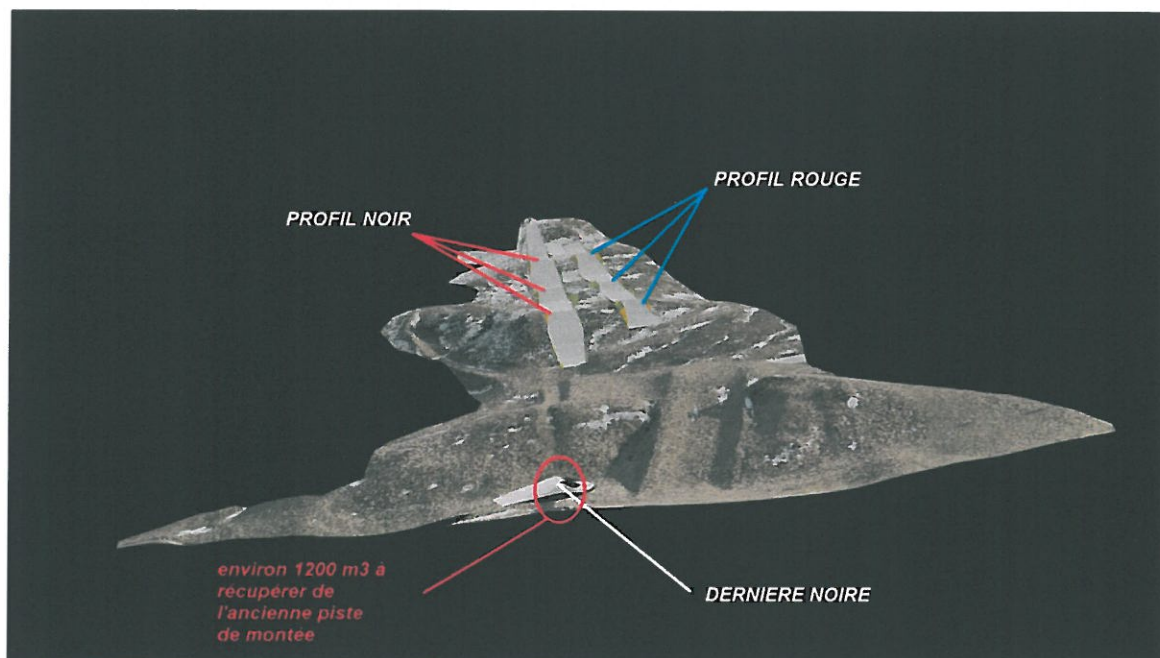 PROFIL ROUGE
PROFIL NOIR
environ 1200 m3 à
récupérer de
l'ancienne piste
de montée
DERNIERE NOIRE